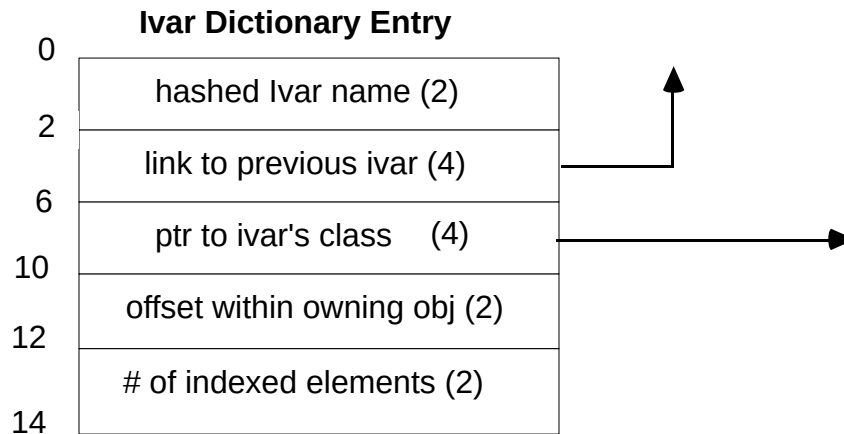 Ivar Dictionary Entry
0
hashed Ivar name (2)
2
link to previous ivar (4)
6
ptr to ivar's class (4)
10
offset within owning obj (2)
12
# of indexed elements (2)
14